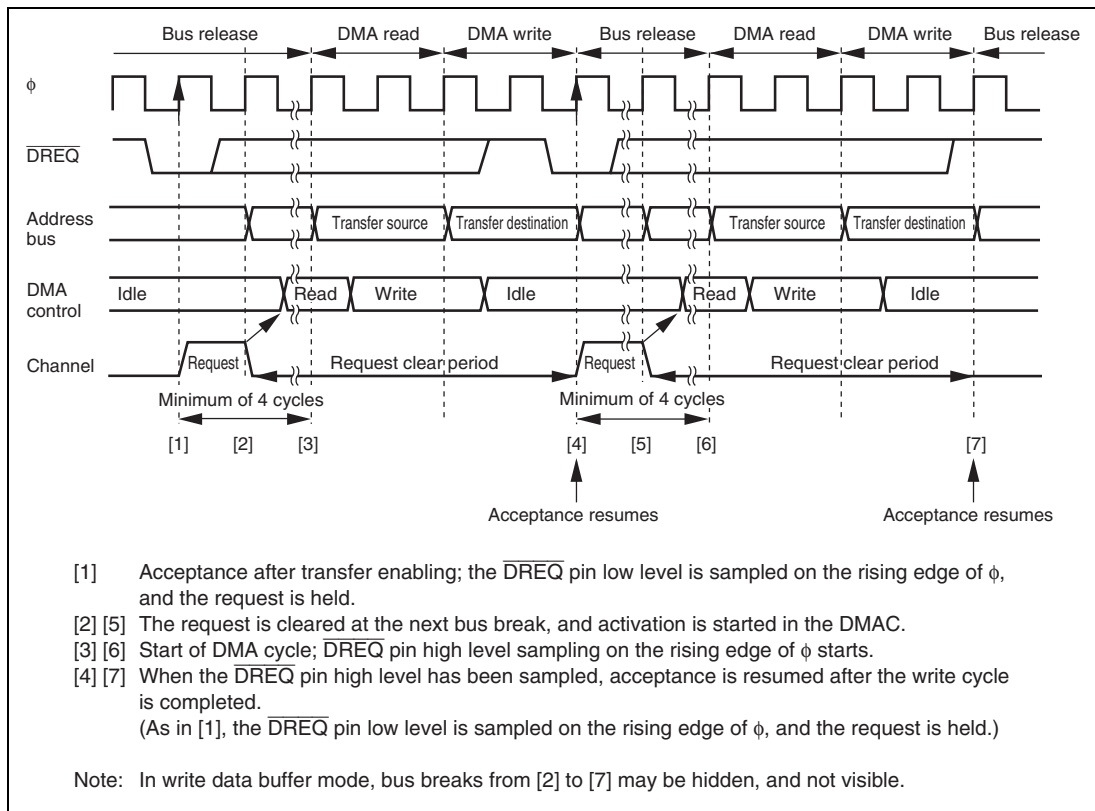 Bus release DMA read DMA write Bus release DMA read DMA write Bus release
φ
DREQ
Address bus
Transfer source Transfer destination Transfer source Transfer destination
DMA control
Idle Read Write Idle Read Write Idle
Channel
Request Request clear period Request Request clear period
Minimum of 4 cycles Minimum of 4 cycles
[1] [2] [3] [4] [5] [6] [7]
Acceptance resumes Acceptance resumes
[1] Acceptance after transfer enabling; the DREQ pin low level is sampled on the rising edge of φ,
and the request is held.
[2] [5] The request is cleared at the next bus break, and activation is started in the DMAC.
[3] [6] Start of DMA cycle; DREQ pin high level sampling on the rising edge of φ starts.
[4] [7] When the DREQ pin high level has been sampled, acceptance is resumed after the write cycle
is completed.
(As in [1], the DREQ pin low level is sampled on the rising edge of φ, and the request is held.)
Note: In write data buffer mode, bus breaks from [2] to [7] may be hidden, and not visible.